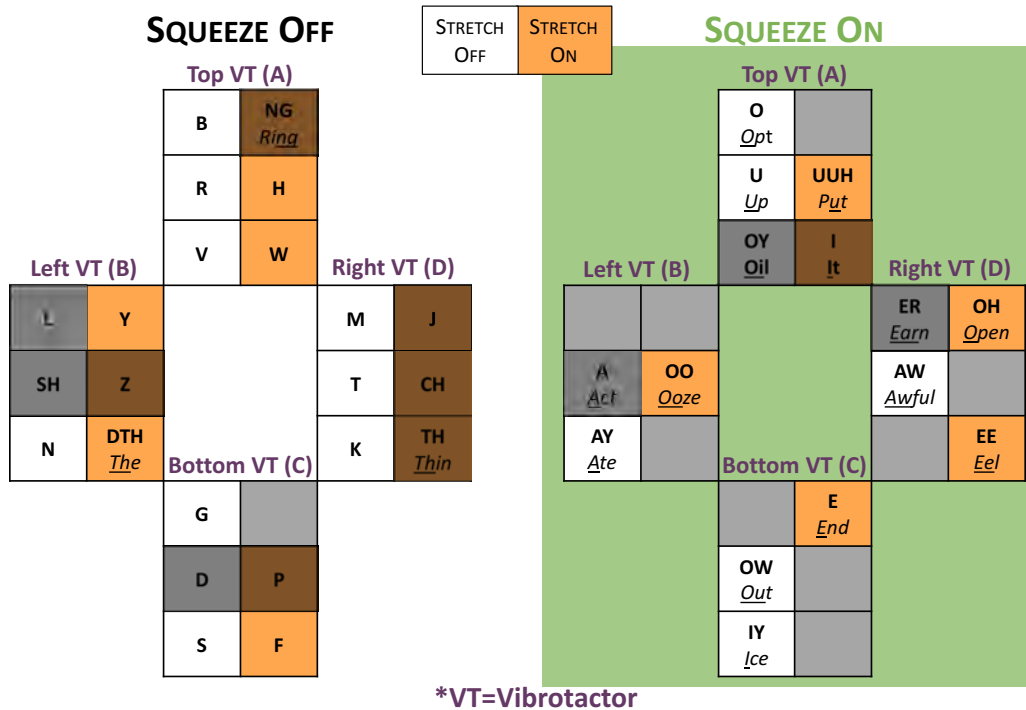 SQUEEZE OFF
STRETCH OFF
STRETCH ON
SQUEEZE ON
Top VT (A)
B
NG
Ring
R
H
V
W
Left VT (B)
L
Y
SH
Z
N
DTH
The
Right VT (D)
M
J
T
CH
K
TH
Thin
Bottom VT (C)
G
D
P
S
F
Top VT (A)
O
Opt
U
Up
UUH
Put
OY
Oil
I
It
Left VT (B)
A
Act
OO
Ooze
AY
Ate
Right VT (D)
ER
Earn
OH
Open
AW
Awful
EE
Eel
Bottom VT (C)
E
End
OW
Out
IY
Ice
*VT=Vibrotactor